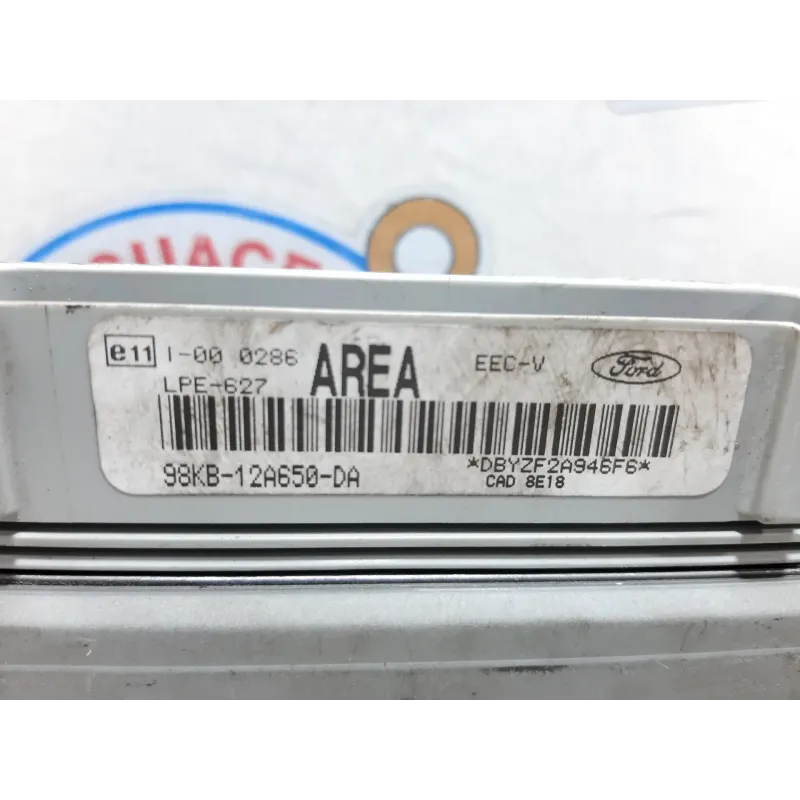 e11 I-00 0286 AREA EEC-V Ford
LPE-627
98KB-12A650-DA *DBYZF2A946F6*
CAD 8E18